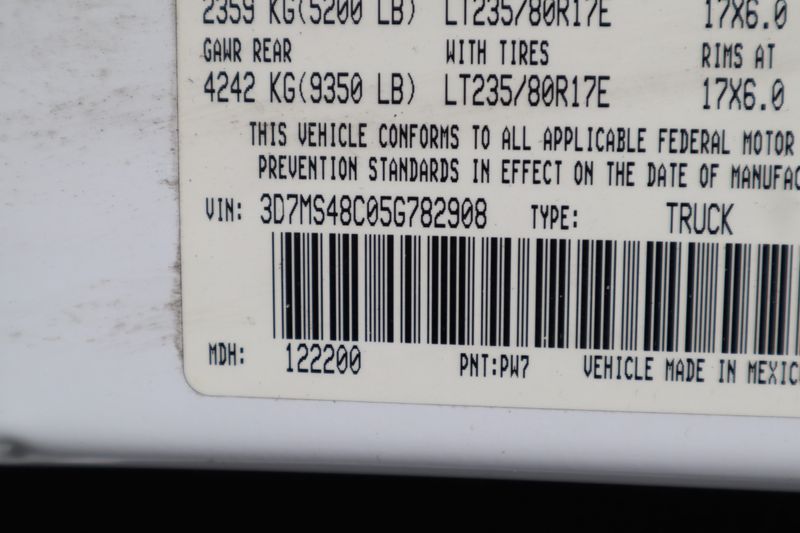 2359 KG(5200 LB) LT235/80R17E 17X6.0
GAWR REAR WITH TIRES RIMS AT
4242 KG(9350 LB) LT235/80R17E 17X6.0
THIS VEHICLE CONFORMS TO ALL APPLICABLE FEDERAL MOTOR
PREVENTION STANDARDS IN EFFECT ON THE DATE OF MANUFAC
VIN: 3D7MS48C05G782908 TYPE: TRUCK
MDH: 122200 PNT:PW7 VEHICLE MADE IN MEXIC